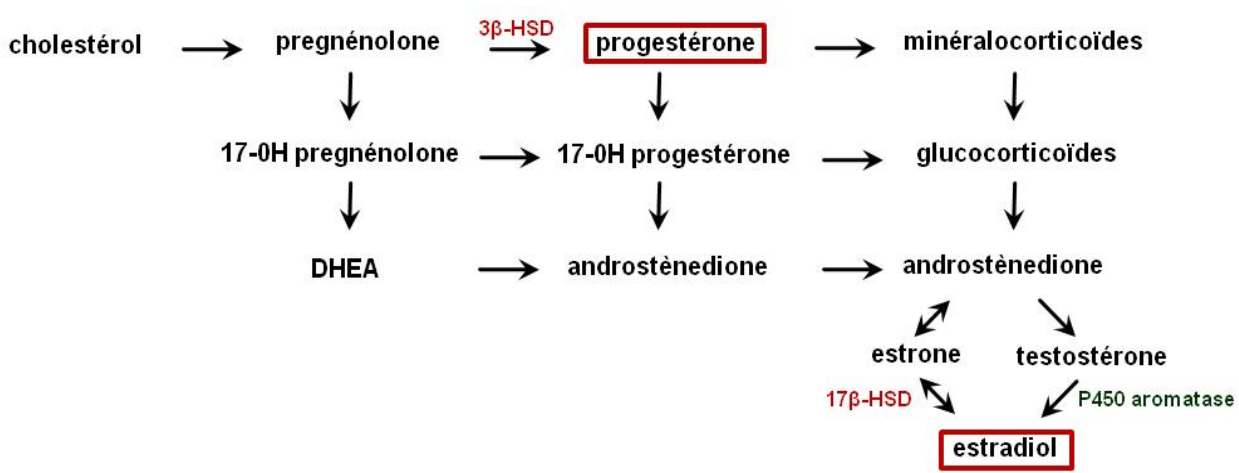 cholestérol
pregnénolone
3β-HSD
progestérone
minéralocorticoïdes
17-0H pregnénolone
17-0H progestérone
glucocorticoïdes
DHEA
androstènedione
androstènedione
estrone
testostérone
17β-HSD
P450 aromatase
estradiol